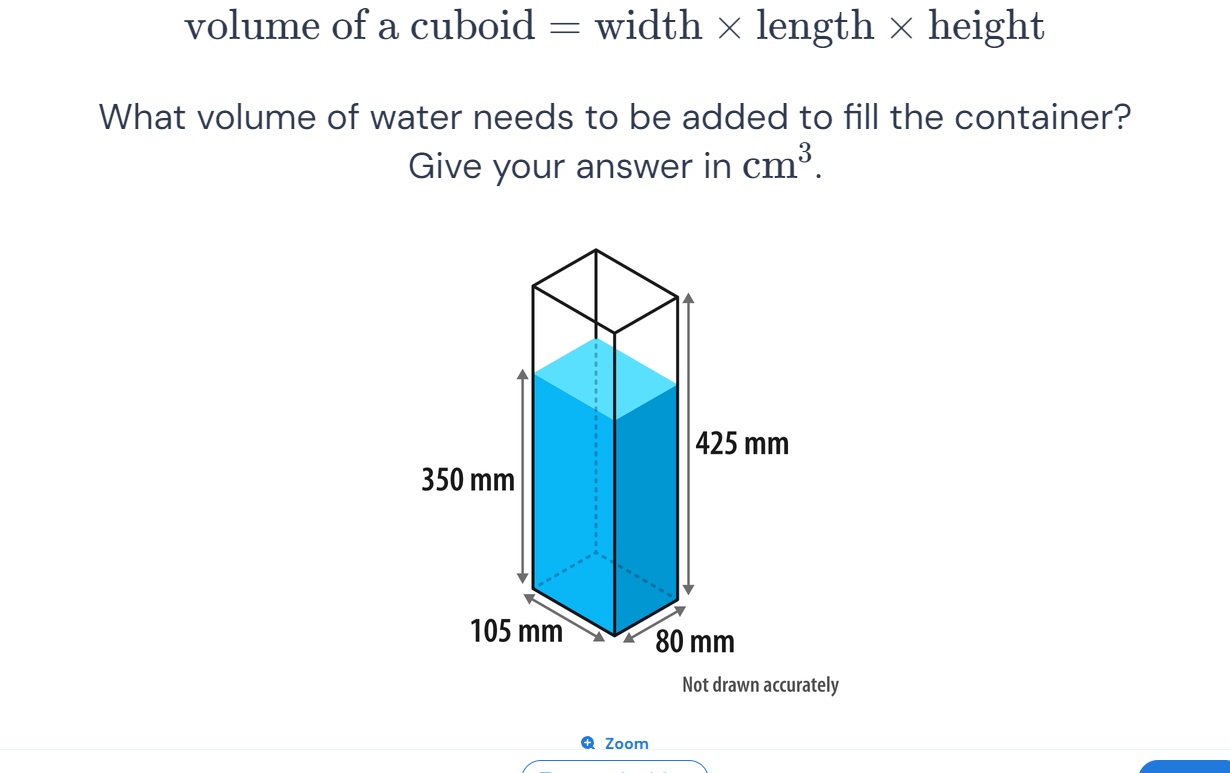 volume of a cuboid = width × length × height
What volume of water needs to be added to fill the container?
Give your answer in cm³.
425 mm
350 mm
105 mm
80 mm
Not drawn accurately
Zoom